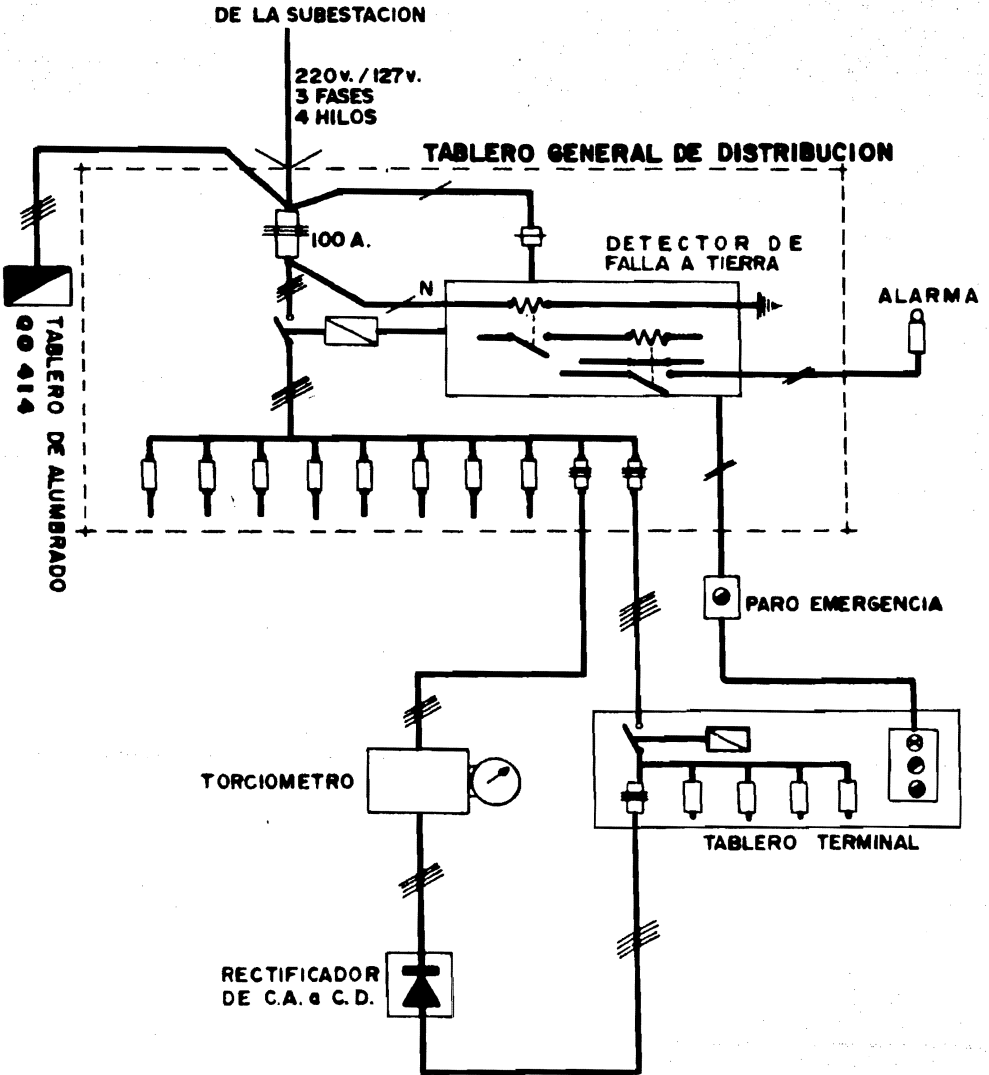 DE LA SUBESTACION
220v./127v.
3 FASES
4 HILOS
TABLERO GENERAL DE DISTRIBUCION
100 A.
DETECTOR DE
FALLA A TIERRA
N
ALARMA
TABLERO DE ALUMBRADO
QO 414
PARO EMERGENCIA
TORCIOMETRO
TABLERO TERMINAL
RECTIFICADOR
DE C.A. a C.D.